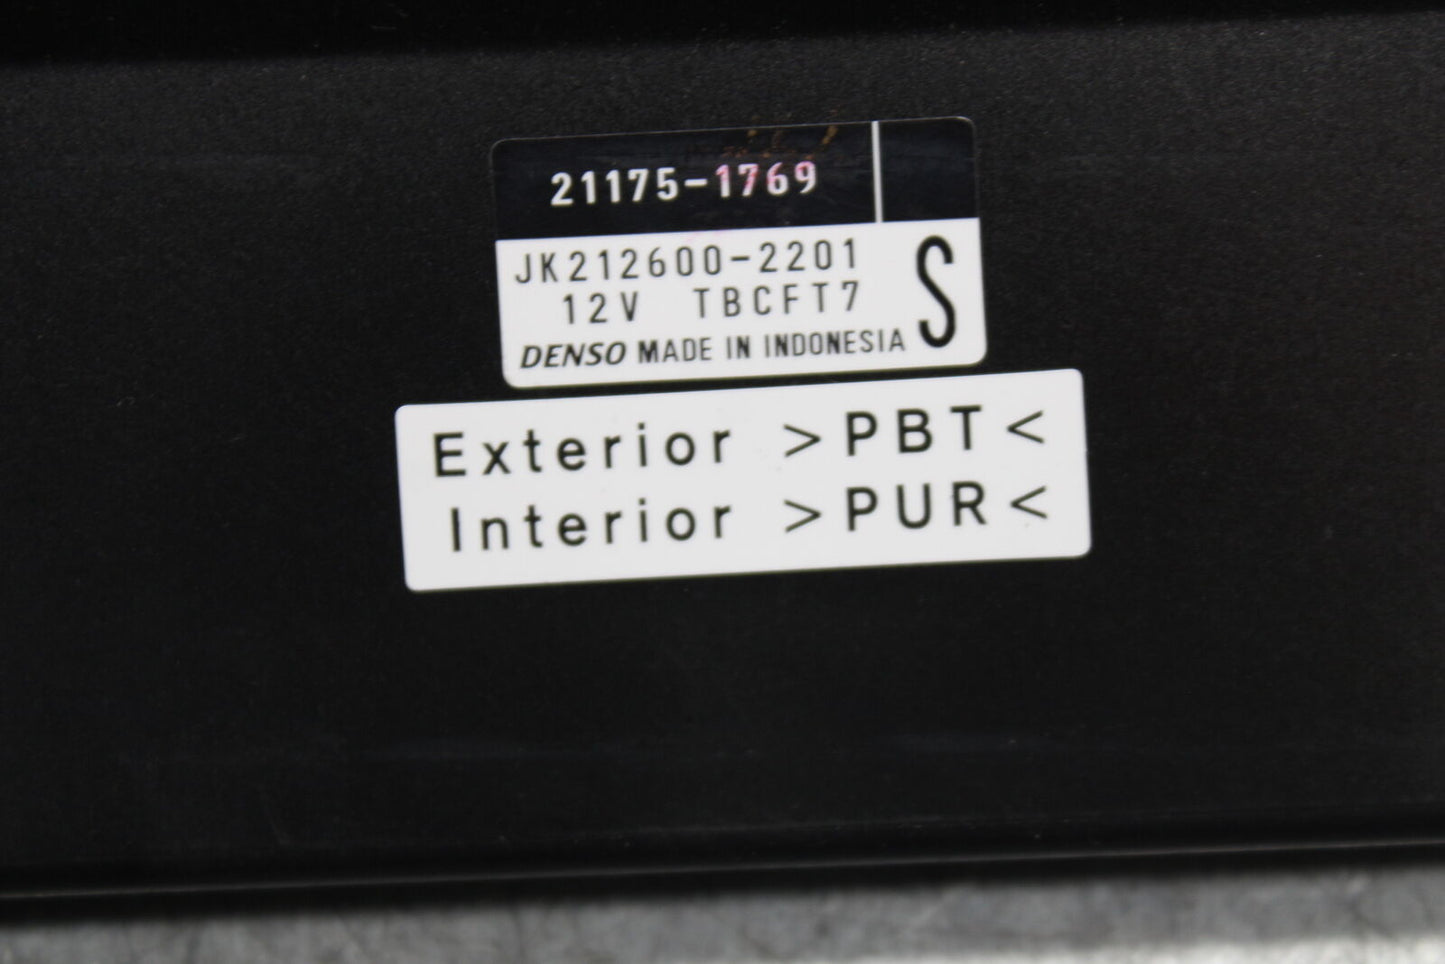 21175-1769
JK212600-2201
12V TBCFT7
S
DENSO MADE IN INDONESIA
Exterior >PBT<
Interior >PUR<